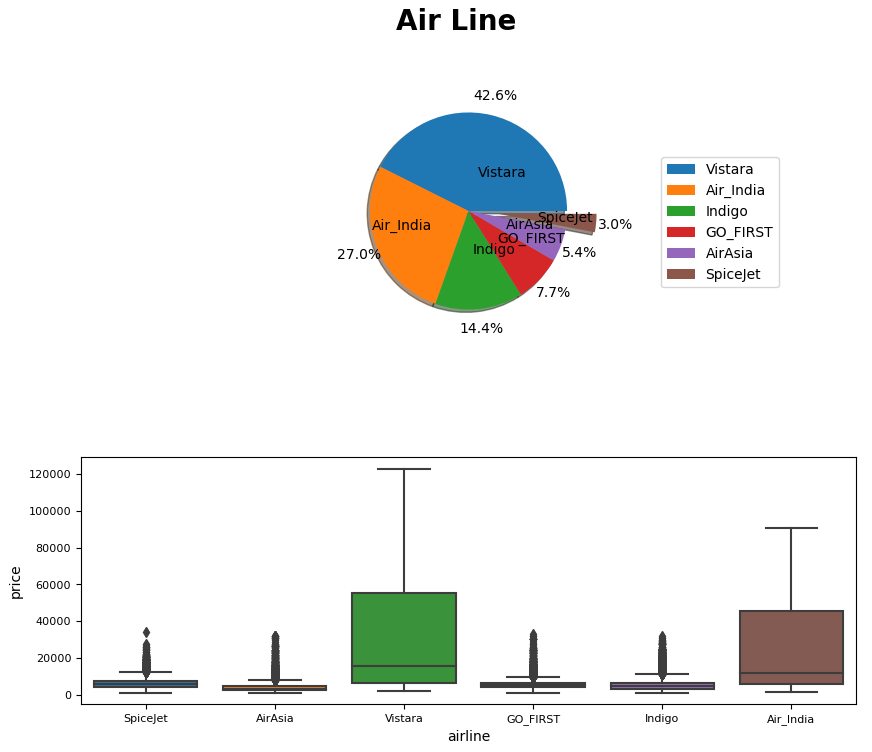 Air Line
42.6%
Vistara
Air_India
27.0%
Indigo
14.4%
GO_FIRST
7.7%
AirAsia
5.4%
SpiceJet
3.0%
Vistara
Air_India
Indigo
GO_FIRST
AirAsia
SpiceJet
price
120000
100000
80000
60000
40000
20000
0
SpiceJet AirAsia Vistara GO_FIRST Indigo Air_India
airline